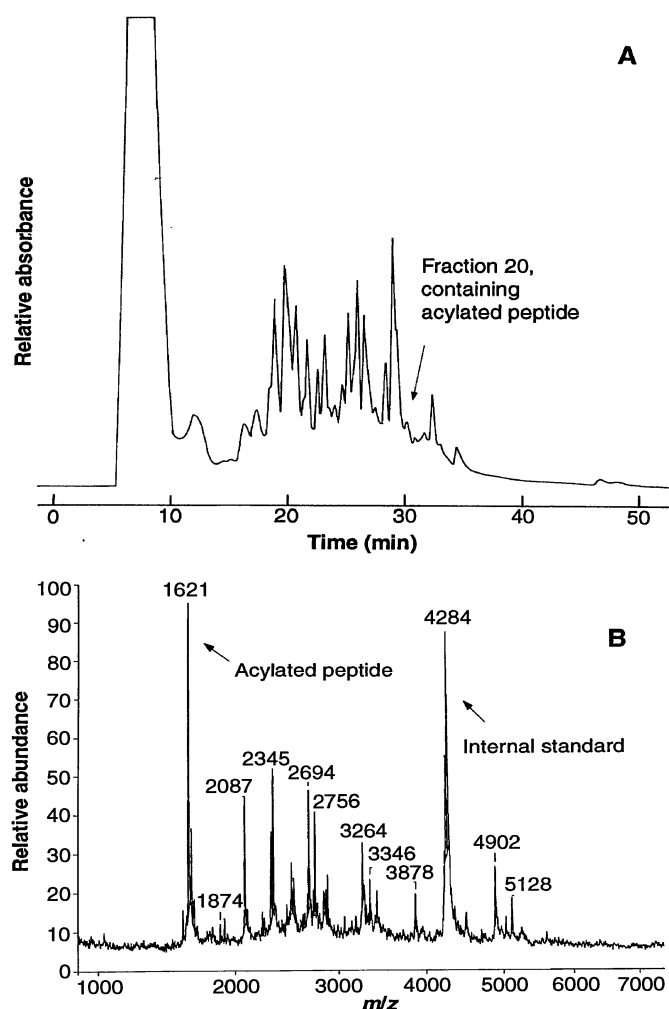 A
Relative absorbance
Fraction 20,
containing
acylated peptide
0 10 20 30 40 50
Time (min)
B
Relative abundance
100
90
80
70
60
50
40
30
20
10
0
1621
Acylated peptide
4284
Internal standard
2087
2345
2694
2756
1874
3264
3346
3878
4902
5128
1000 2000 3000 4000 5000 6000 7000
m/z